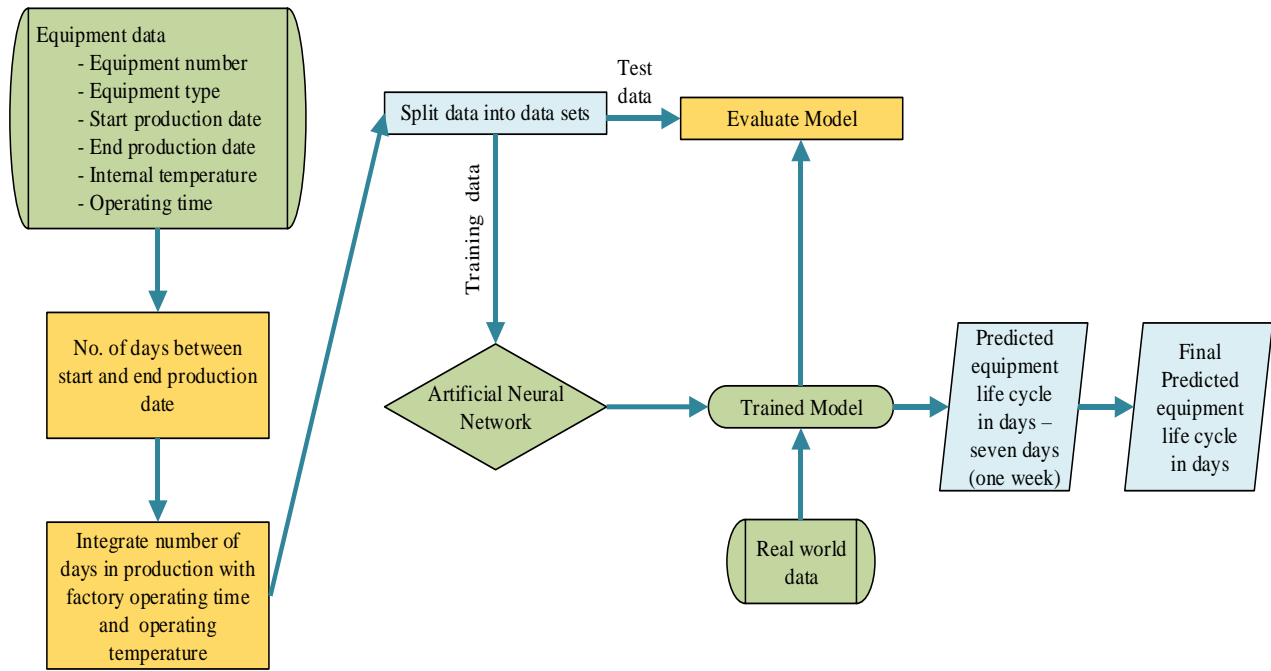 Equipment data
- Equipment number
- Equipment type
- Start production date
- End production date
- Internal temperature
- Operating time
No. of days between
start and end production
date
Integrate number of
days in production with
factory operating time
and operating
temperature
Split data into data sets
Test
data
Evaluate Model
Training data
Artificial Neural
Network
Trained Model
Real world
data
Predicted
equipment
life cycle
in days –
seven days
(one week)
Final
Predicted
equipment
life cycle
in days